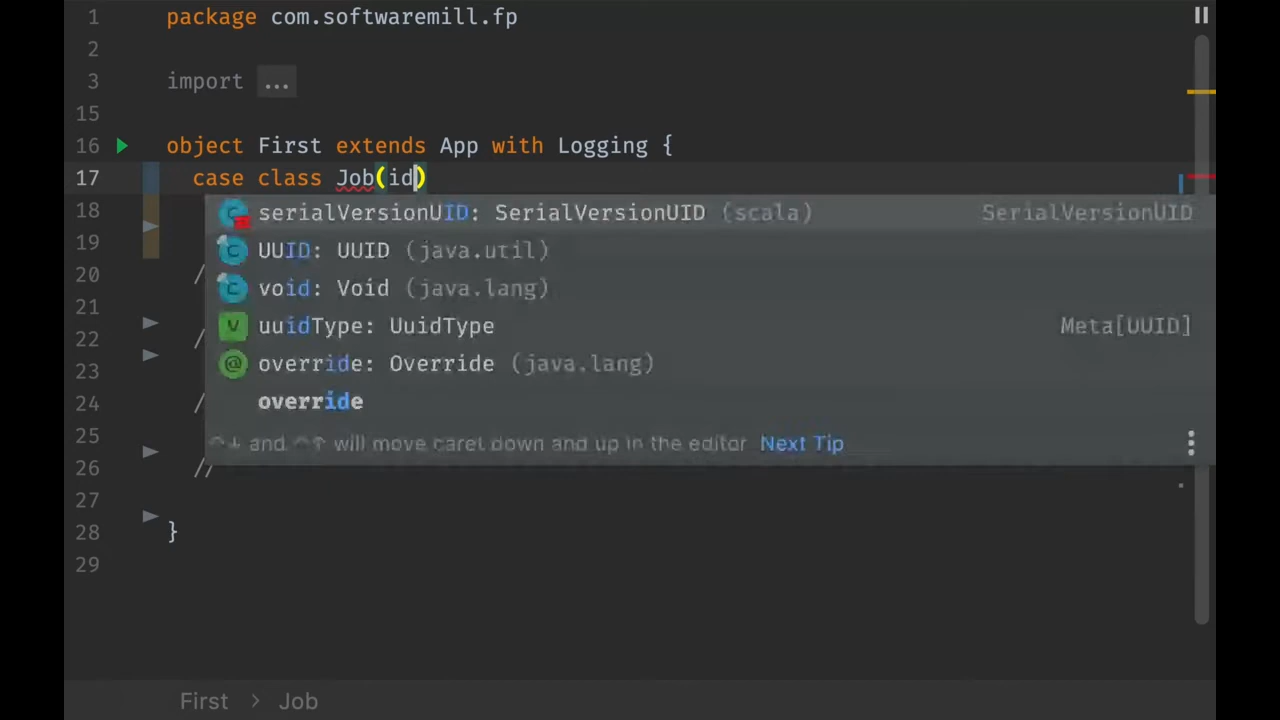 1 package com.softwaremill.fp
2
3 import ...
15
16 object First extends App with Logging {
17 case class Job(id)
18 serialVersionUID: SerialVersionUID (scala) SerialVersionUID
19 UUID: UUID (java.util)
20 / void: Void (java.lang)
21 uuidType: UuidType Meta[UUID]
22 /
23 override: Override (java.lang)
24 / override
25 ^↓ and ^↑ will move caret down and up in the editor Next Tip
26 //
27
28 }
29
First > Job